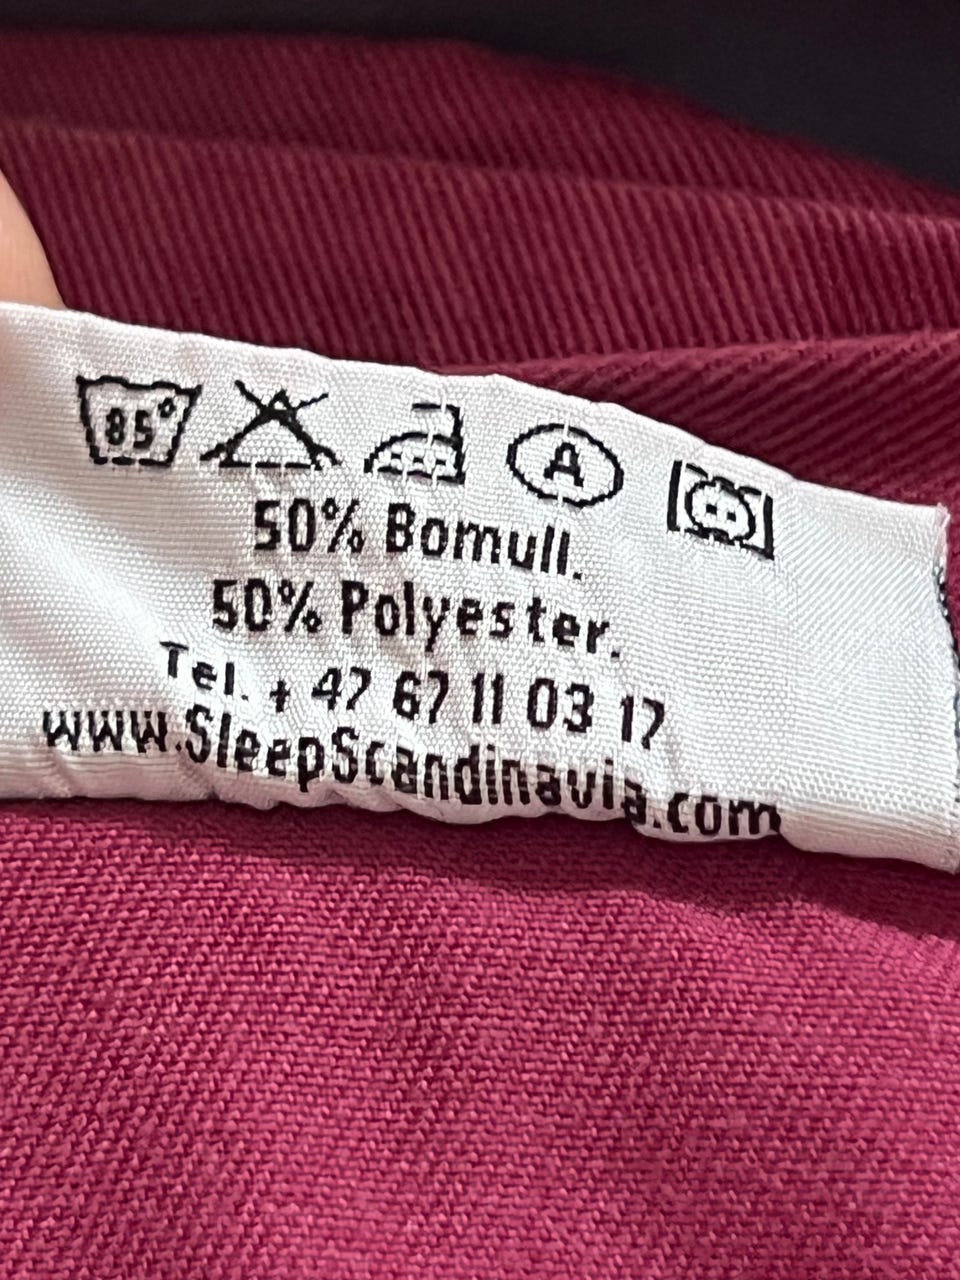 85°
A
50% Bomull.
50% Polyester.
Tel. + 47 67 11 03 17
www.SleepScandinavia.com